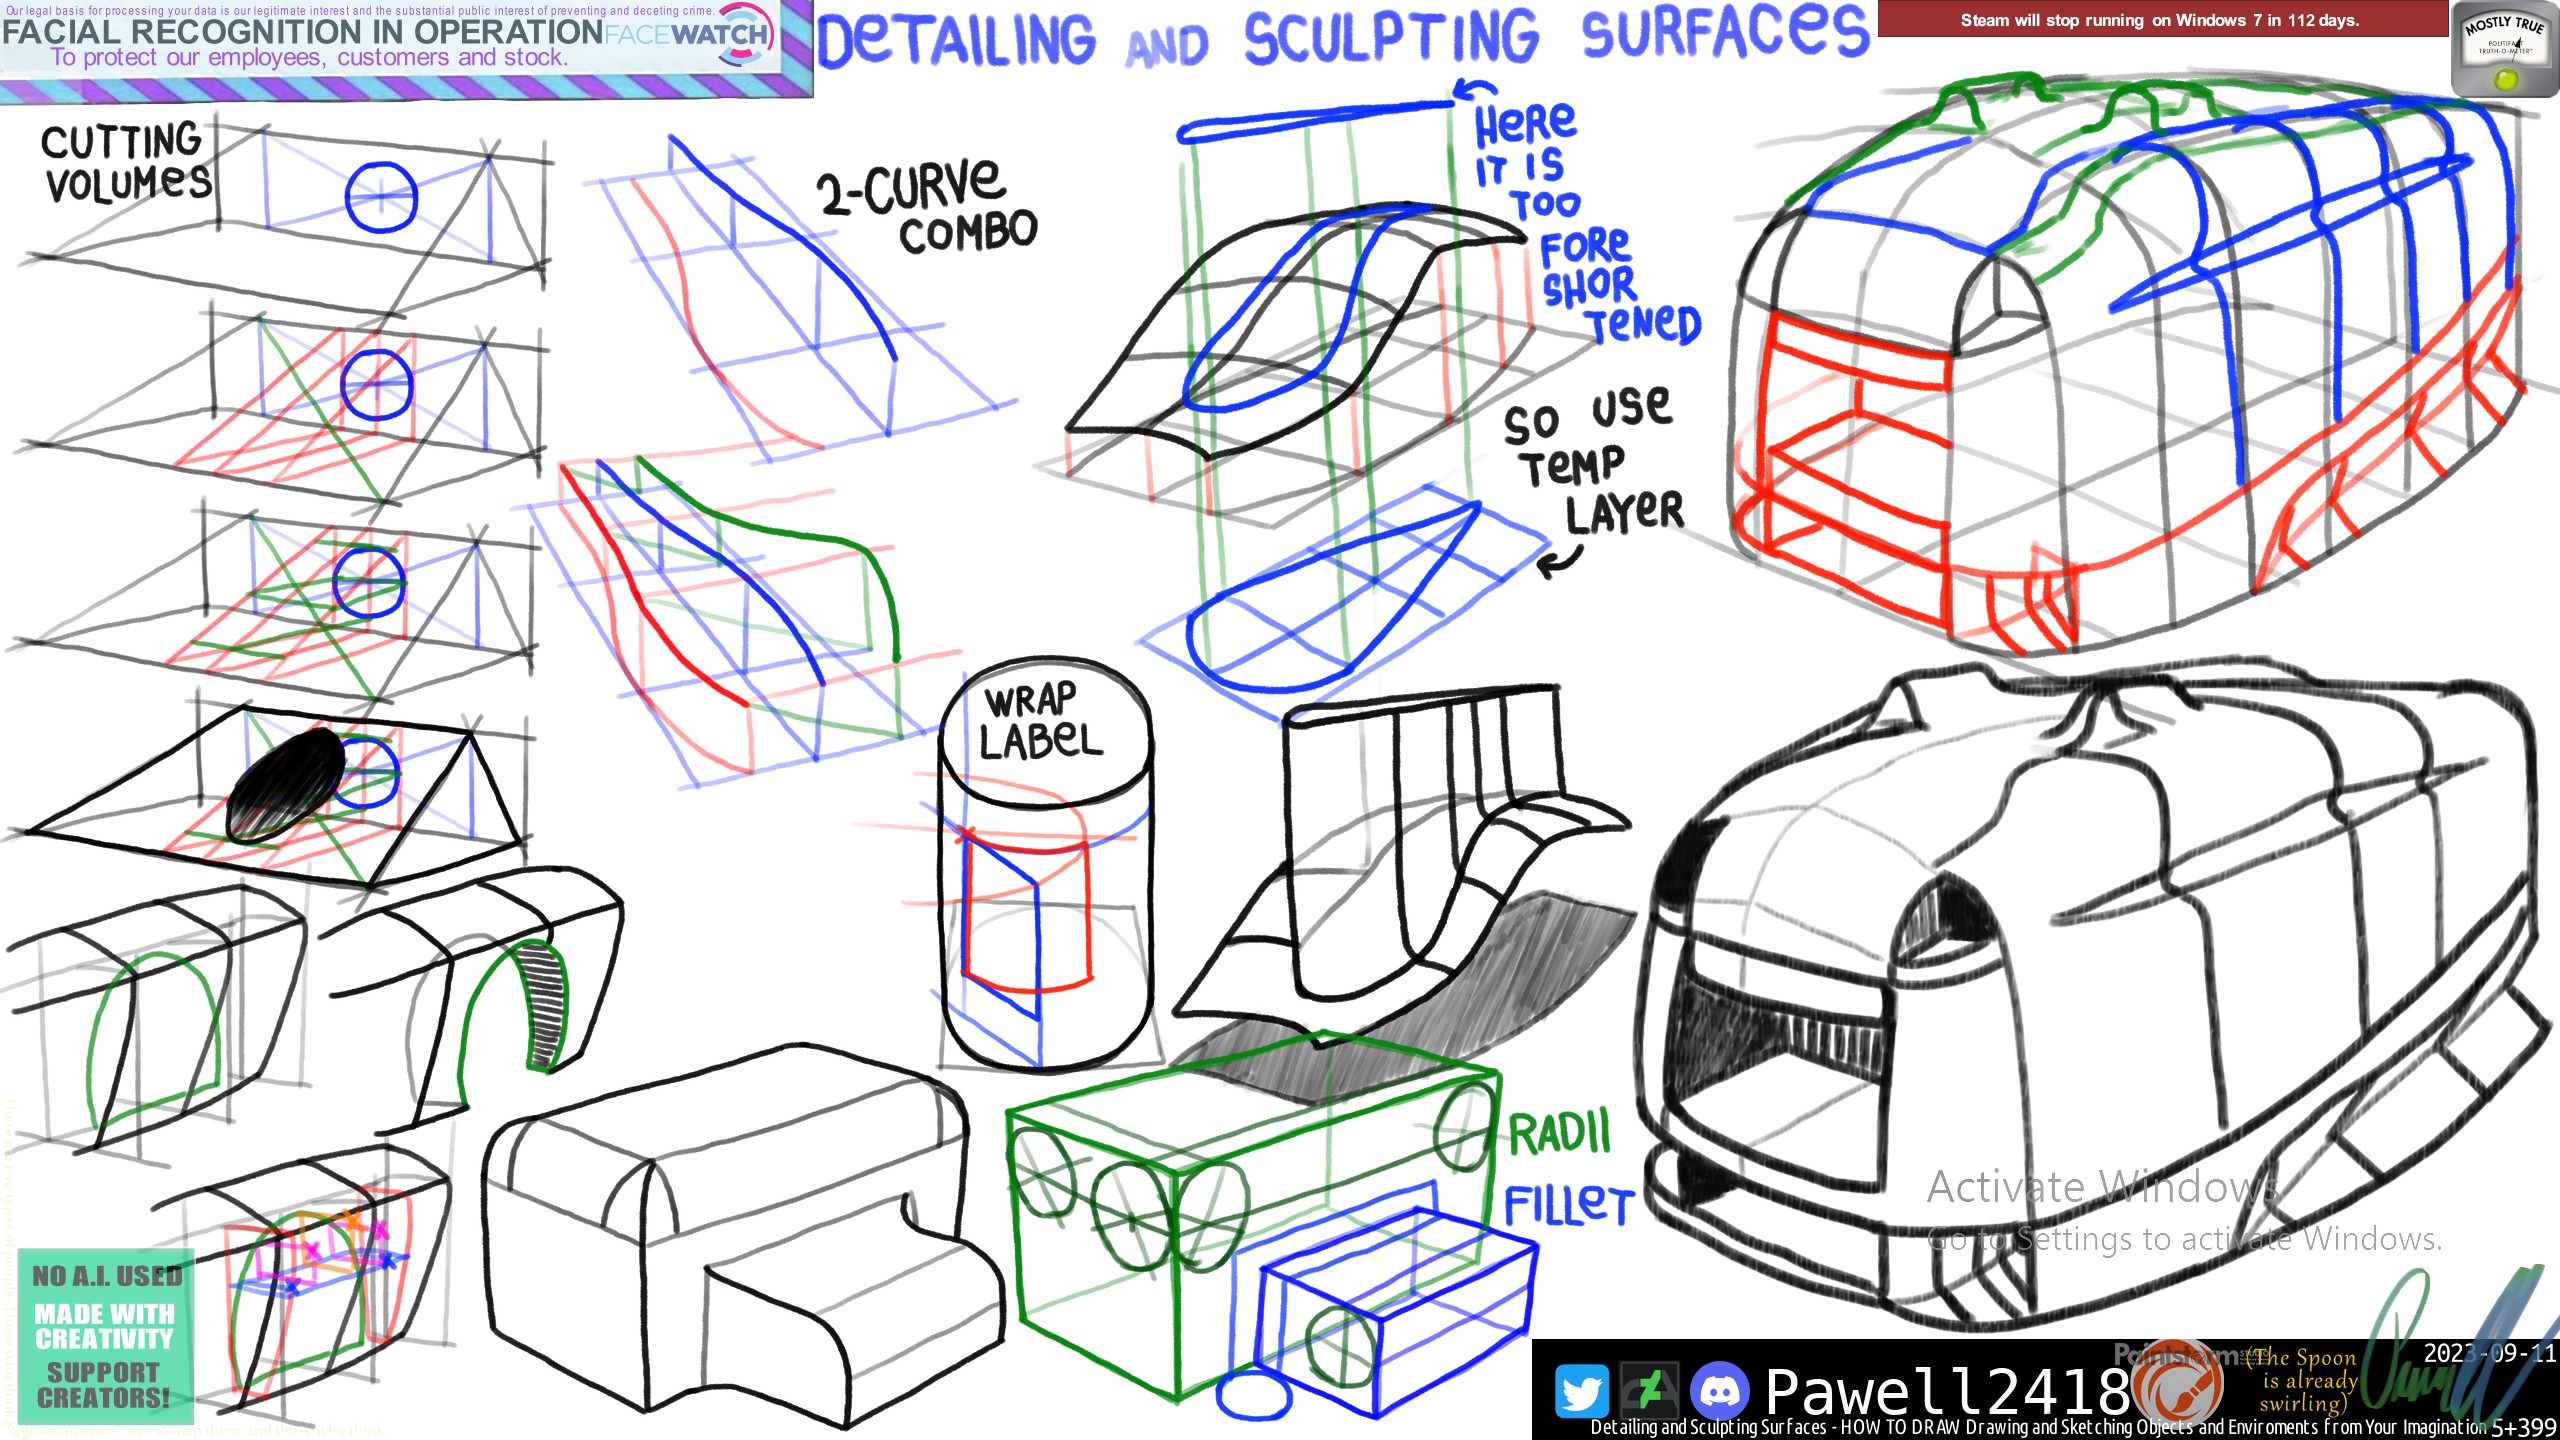 Our legal basis for processing your data is our legitimate interest and the substantial public interest of preventing and deceting crime.
FACIAL RECOGNITION IN OPERATION FACEWATCH
To protect our employees, customers and stock.
DETAILING AND SCULPTING SURFACES
Steam will stop running on Windows 7 in 112 days.
MOSTLY TRUE
POLITIFACT
TRUTH-O-METER™
CUTTING
VOLUMES
2-CURVE
COMBO
HERE
IT IS
TOO
FORE
SHOR
TENED
SO USE
TEMP
LAYER
WRAP
LABEL
RADII
FILLET
Activate Windows
Go to Settings to activate Windows.
NO A.I. USED
MADE WITH
CREATIVITY
SUPPORT
CREATORS!
There are two types of people: Those who think
government is here to help them, and those who think.
Pawell2418
Paintstorm
(The Spoon
is already
swirling)
2023-09-11
Detailing and Sculpting Surfaces - HOW TO DRAW Drawing and Sketching Objects and Enviroments from Your Imagination 5+399